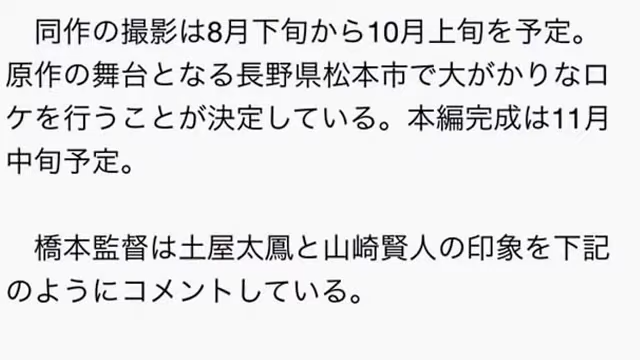 同作の撮影は8月下旬から10月上旬を予定。
原作の舞台となる長野県松本市で大がかりなロ
ケを行うことが決定している。本編完成は11月
中旬予定。
橋本監督は土屋太鳳と山崎賢人の印象を下記
のようにコメントしている。